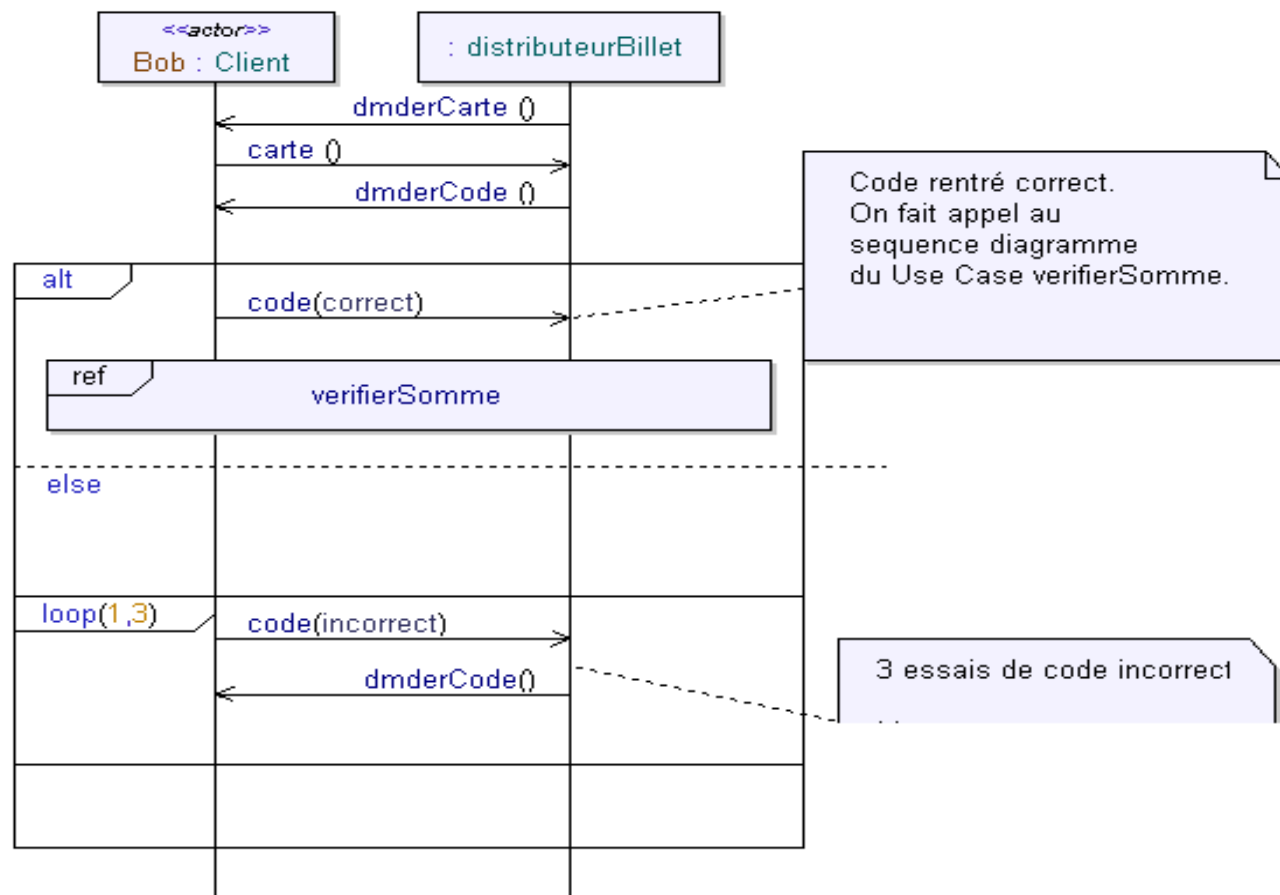 <<actor>>
Bob : Client
: distributeurBillet
dmderCarte ()
carte ()
dmderCode ()
Code rentré correct.
On fait appel au
sequence diagramme
du Use Case verifierSomme.
alt
code(correct)
ref
verifierSomme
else
loop(1,3)
code(incorrect)
dmderCode()
3 essais de code incorrect